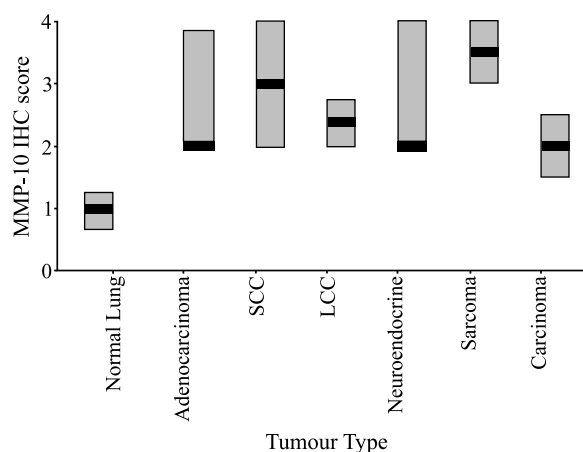 MMP-10 IHC score
4
3
2
1
0
Normal Lung
Adenocarcinoma
SCC
LCC
Neuroendocrine
Sarcoma
Carcinoma
Tumour Type